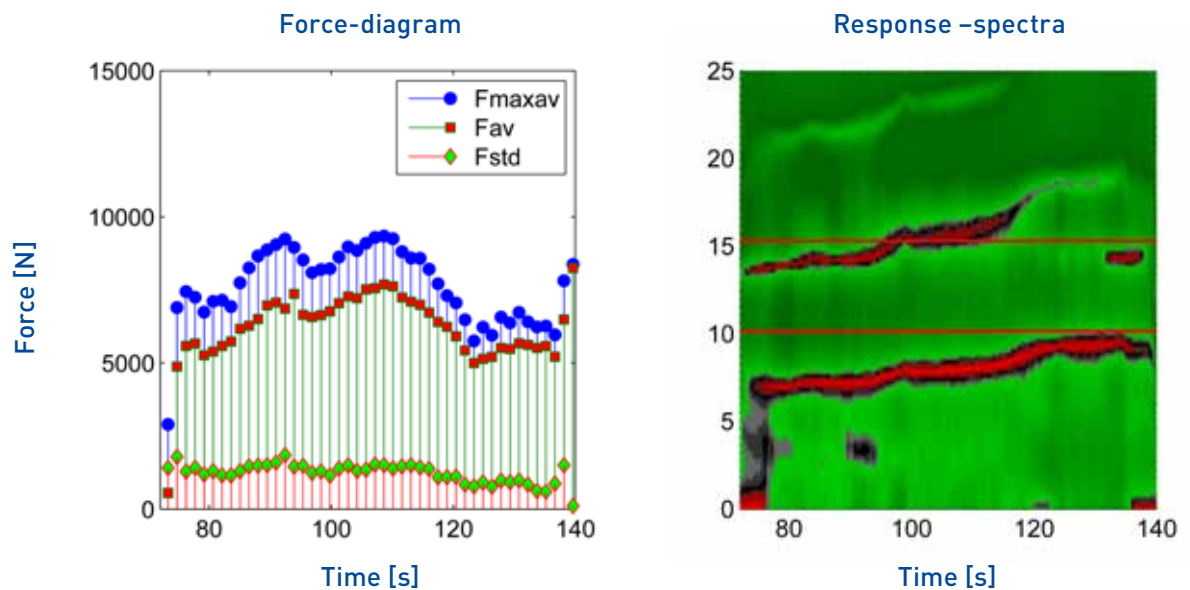 Force-diagram
Response –spectra
15000
10000
5000
0
Force [N]
Fmaxav
Fav
Fstd
80 100 120 140
Time [s]
25
20
15
10
5
0
80 100 120 140
Time [s]